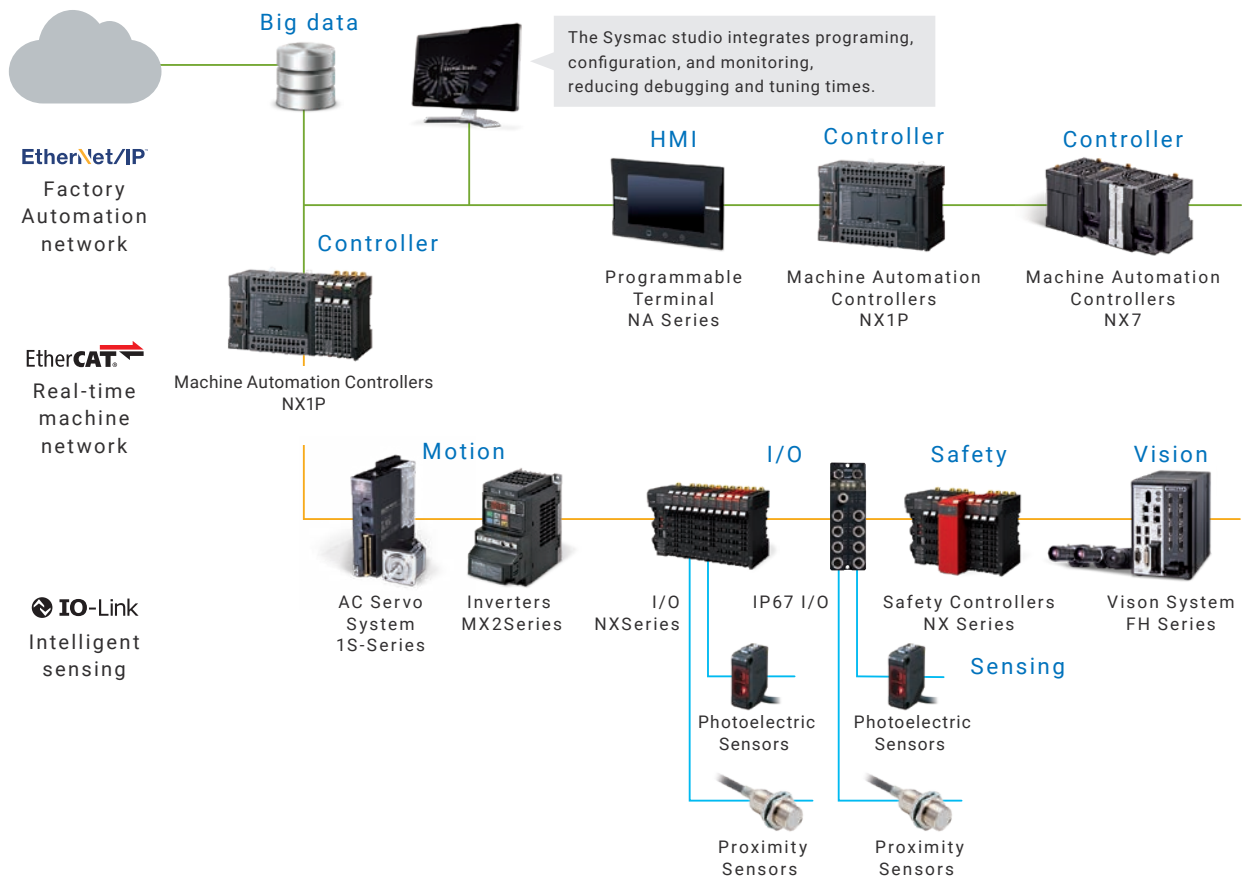 Big data
The Sysmac studio integrates programing,
configuration, and monitoring,
reducing debugging and tuning times.
EtherNet/IP
Factory
Automation
network
HMI
Controller
Controller
Programmable
Terminal
NA Series
Machine Automation
Controllers
NX1P
Machine Automation
Controllers
NX7
Controller
Machine Automation Controllers
NX1P
EtherCAT®
Real-time
machine
network
Motion
I/O
Safety
Vision
AC Servo
System
1S-Series
Inverters
MX2Series
I/O
NXSeries
IP67 I/O
Safety Controllers
NX Series
Vison System
FH Series
IO-Link
Intelligent
sensing
Sensing
Photoelectric
Sensors
Photoelectric
Sensors
Proximity
Sensors
Proximity
Sensors